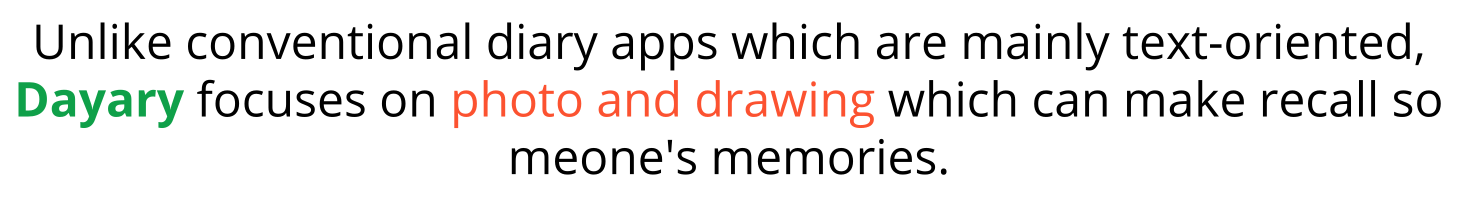 Unlike conventional diary apps which are mainly text-oriented,
Dayary focuses on photo and drawing which can make recall so
meone's memories.